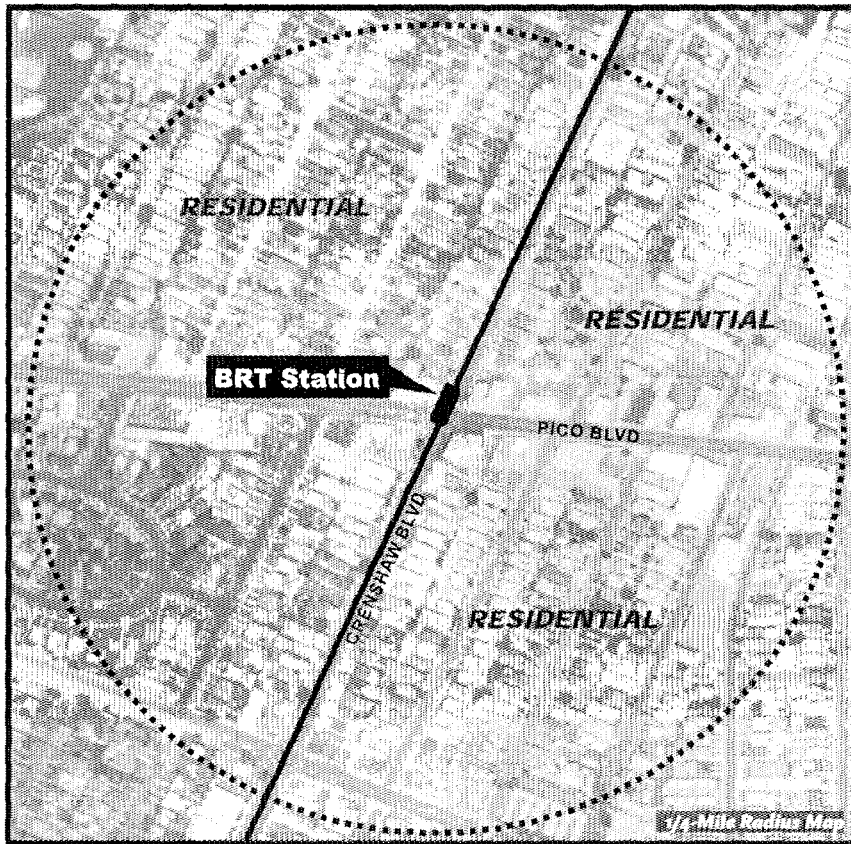 RESIDENTIAL
RESIDENTIAL
BRT Station
PICO BLVD
CRENSHAW BLVD
RESIDENTIAL
1/4-Mile Radius Map